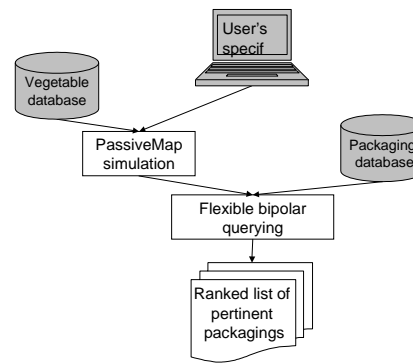 User's
specif
Vegetable
database
PassiveMap
simulation
Packaging
database
Flexible bipolar
querying
Ranked list of
pertinent
packagings